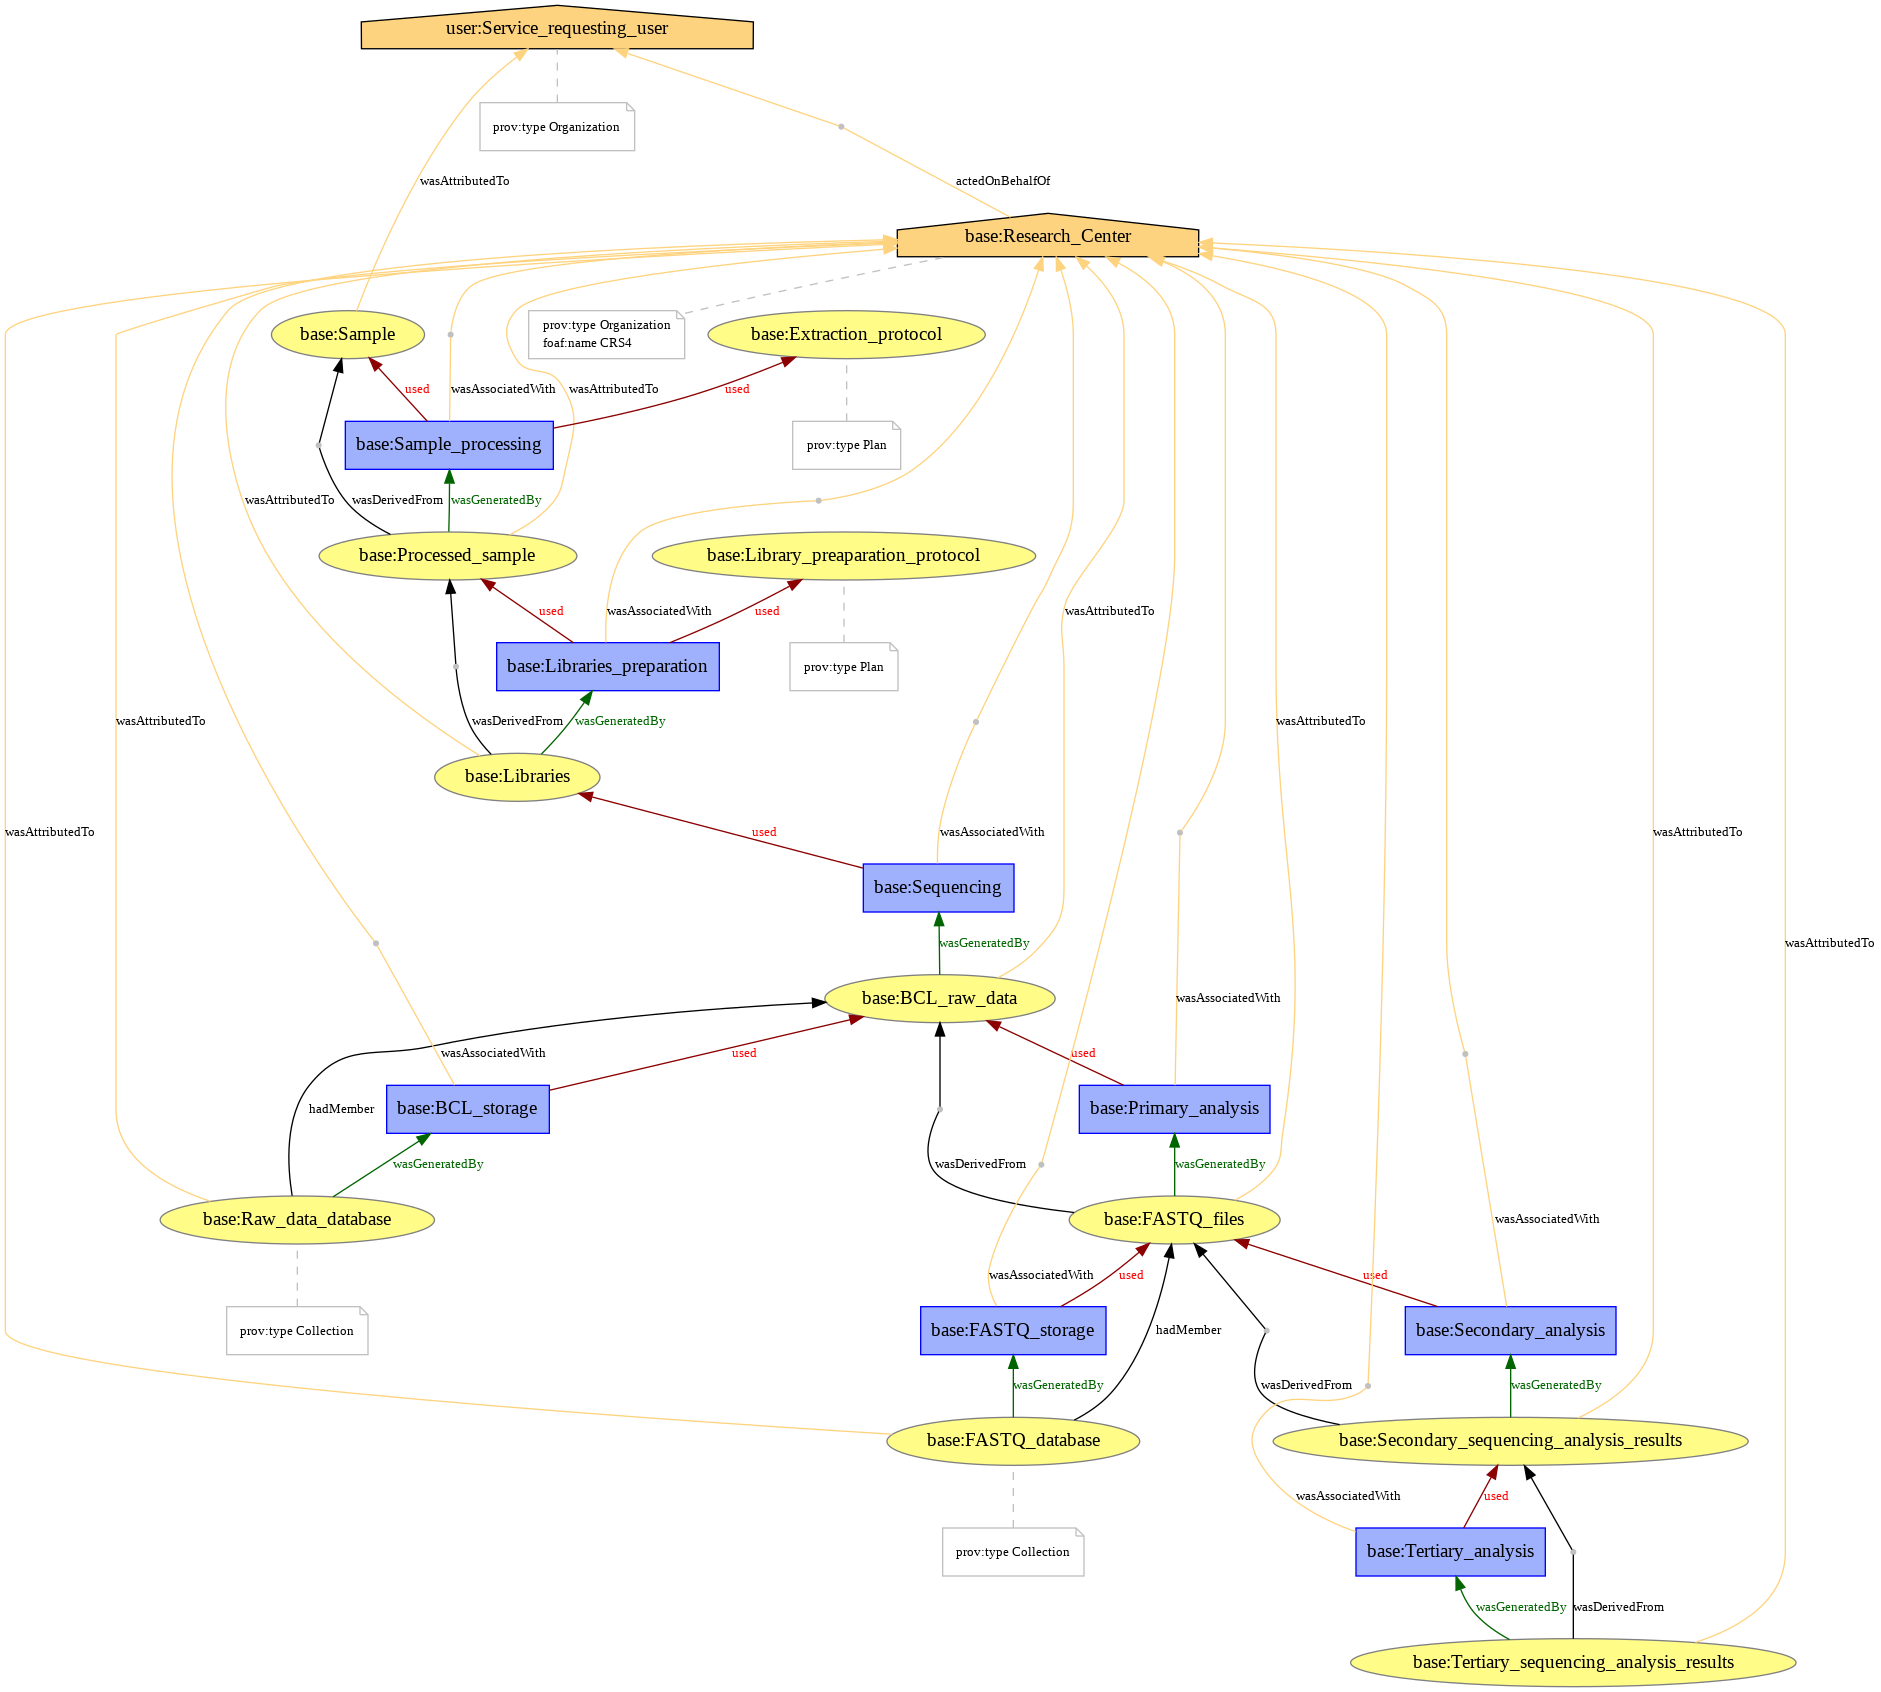 user:Service_requesting_user
prov:type Organization
wasAttributedTo
actedOnBehalfOf
base:Research_Center
prov:type Organization
foaf:name CRS4
base:Sample
base:Extraction_protocol
used
wasAssociatedWith
wasAttributedTo
used
base:Sample_processing
prov:type Plan
wasAttributedTo
wasDerivedFrom
wasGeneratedBy
base:Processed_sample
base:Library_preaparation_protocol
used
wasAssociatedWith
used
wasAttributedTo
base:Libraries_preparation
prov:type Plan
wasAttributedTo
wasDerivedFrom
wasGeneratedBy
wasAttributedTo
base:Libraries
wasAttributedTo
used
wasAssociatedWith
wasAttributedTo
base:Sequencing
wasGeneratedBy
wasAttributedTo
base:BCL_raw_data
wasAssociatedWith
wasAssociatedWith
used
used
hadMember
base:BCL_storage
base:Primary_analysis
wasGeneratedBy
wasDerivedFrom
wasGeneratedBy
base:Raw_data_database
base:FASTQ_files
wasAssociatedWith
wasAssociatedWith
used
used
prov:type Collection
base:FASTQ_storage
hadMember
base:Secondary_analysis
wasGeneratedBy
wasDerivedFrom
wasGeneratedBy
base:FASTQ_database
base:Secondary_sequencing_analysis_results
wasAssociatedWith
used
prov:type Collection
base:Tertiary_analysis
wasGeneratedBy
wasDerivedFrom
base:Tertiary_sequencing_analysis_results